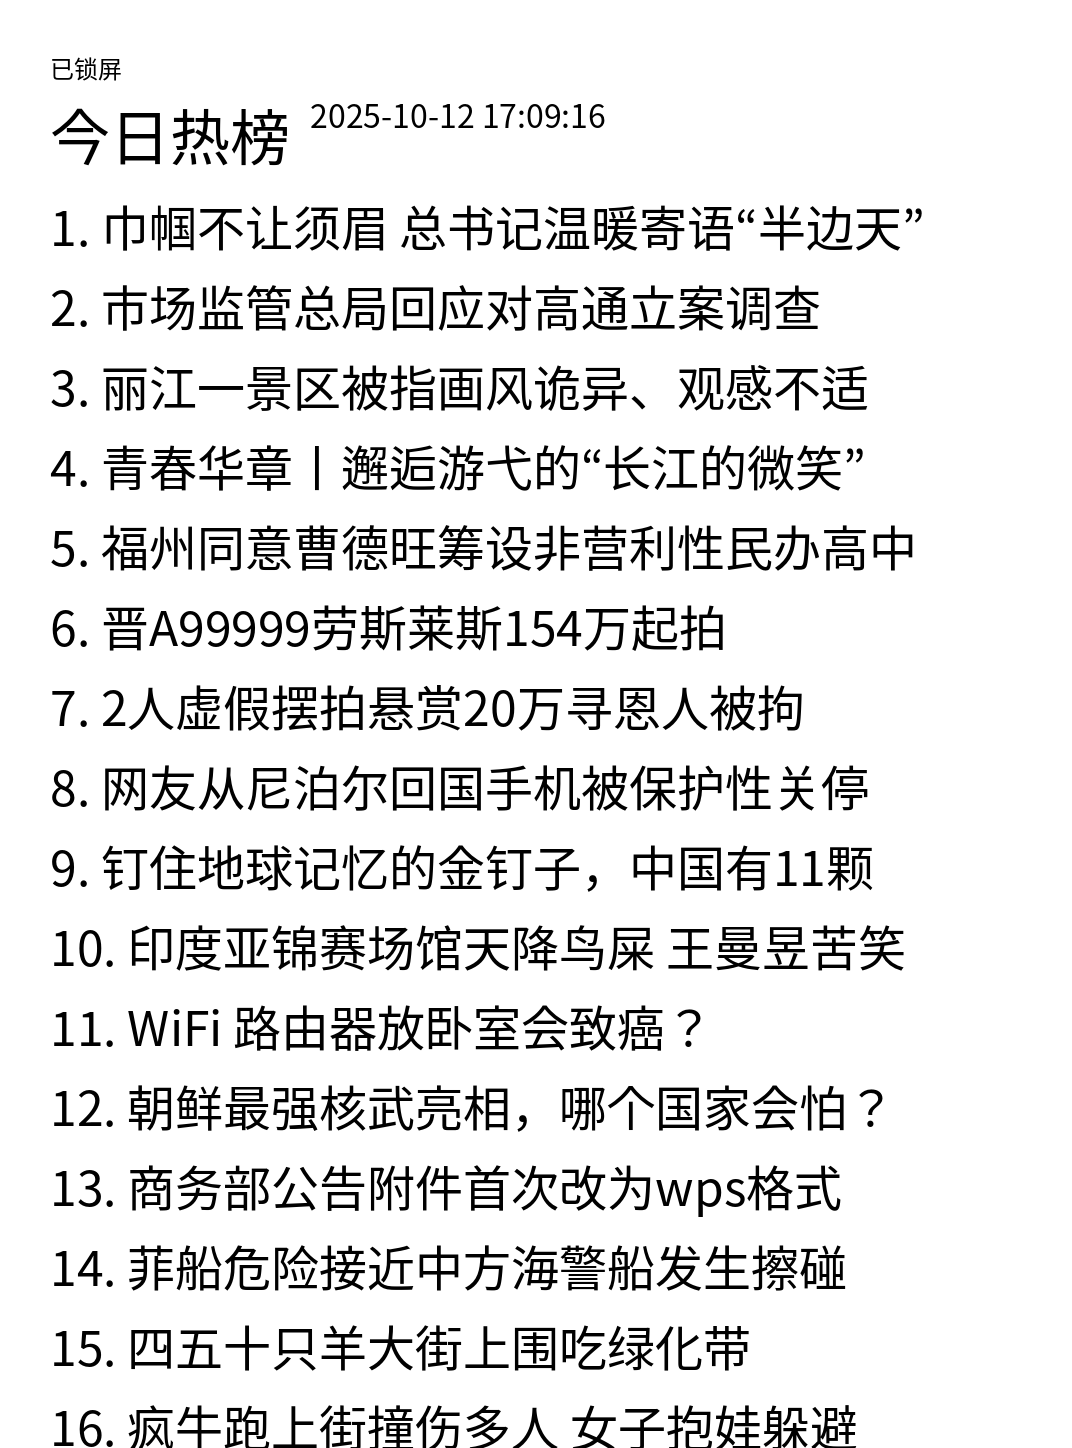 已锁屏
今日热榜 2025-10-12 17:09:16
1. 巾帼不让须眉 总书记温暖寄语“半边天”
2. 市场监管总局回应对高通立案调查
3. 丽江一景区被指画风诡异、观感不适
4. 青春华章丨邂逅游弋的“长江的微笑”
5. 福州同意曹德旺筹设非营利性民办高中
6. 晋A99999劳斯莱斯154万起拍
7. 2人虚假摆拍悬赏20万寻恩人被拘
8. 网友从尼泊尔回国手机被保护性关停
9. 钉住地球记忆的金钉子，中国有11颗
10. 印度亚锦赛场馆天降鸟屎 王曼昱苦笑
11. WiFi 路由器放卧室会致癌？
12. 朝鲜最强核武亮相，哪个国家会怕？
13. 商务部公告附件首次改为wps格式
14. 菲船危险接近中方海警船发生擦碰
15. 四五十只羊大街上围吃绿化带
16. 疯牛跑上街撞伤多人 女子抱娃躲避